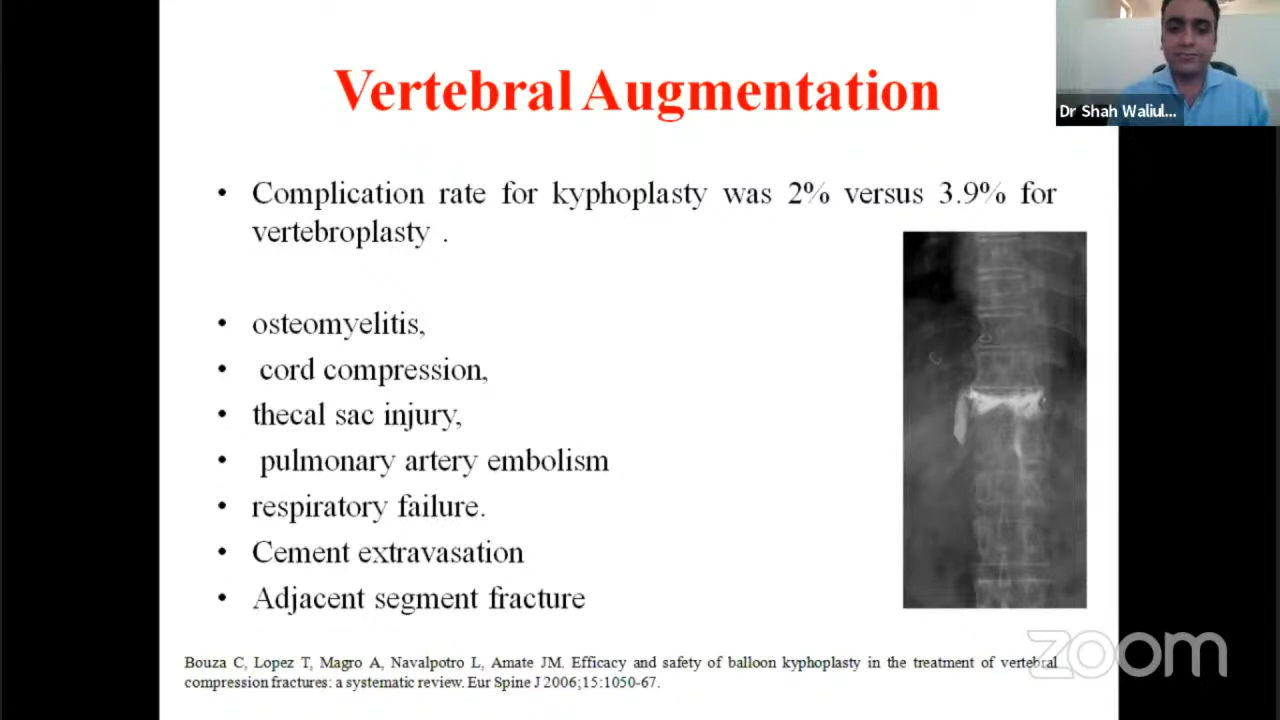 Vertebral Augmentation
Dr Shah Waliul...
• Complication rate for kyphoplasty was 2% versus 3.9% for
vertebroplasty .
• osteomyelitis,
• cord compression,
• thecal sac injury,
• pulmonary artery embolism
• respiratory failure.
• Cement extravasation
• Adjacent segment fracture
Bouza C, Lopez T, Magro A, Navalpotro L, Amate JM. Efficacy and safety of balloon kyphoplasty in the treatment of vertebral
compression fractures: a systematic review. Eur Spine J 2006;15:1050-67.
zoom